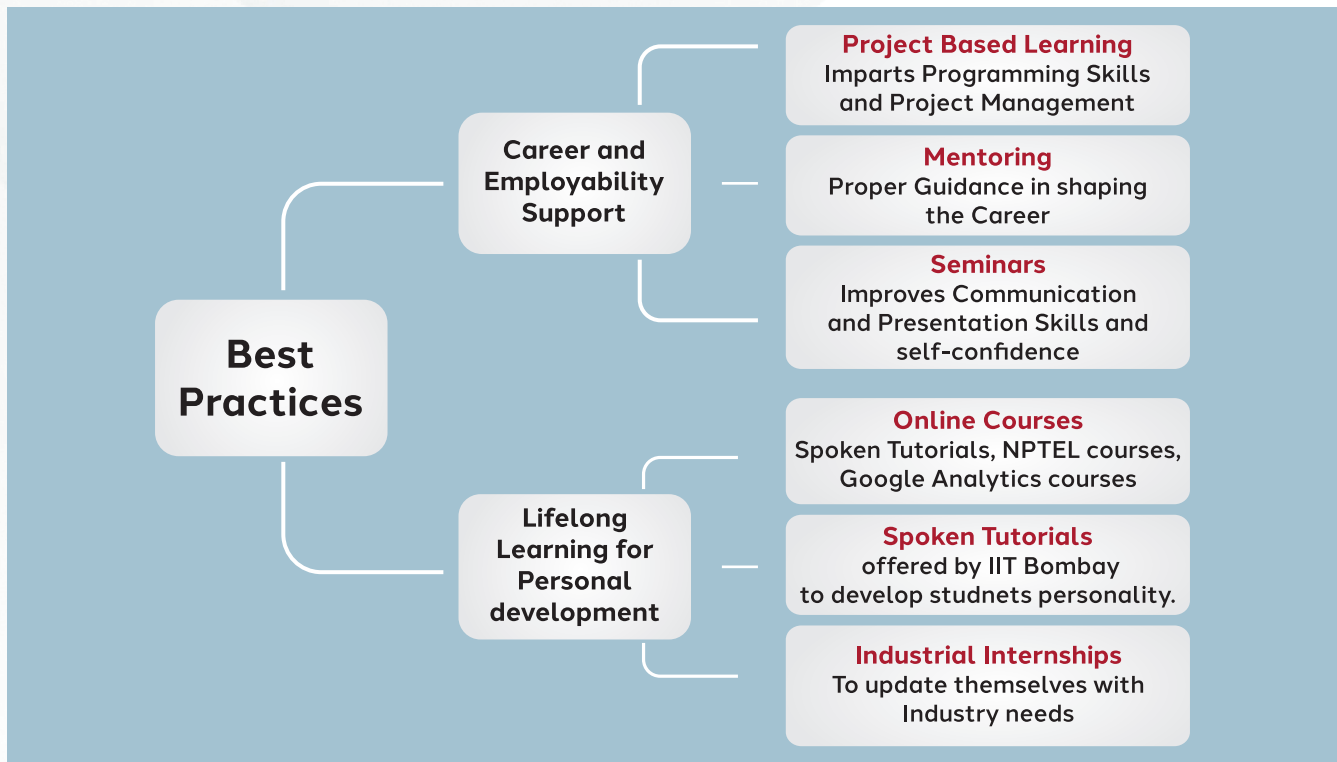 Best
Practices
Career and
Employability
Support
Project Based Learning
Imparts Programming Skills
and Project Management
Mentoring
Proper Guidance in shaping
the Career
Seminars
Improves Communication
and Presentation Skills and
self-confidence
Lifelong
Learning for
Personal
development
Online Courses
Spoken Tutorials, NPTEL courses,
Google Analytics courses
Spoken Tutorials
offered by IIT Bombay
to develop studnets personality.
Industrial Internships
To update themselves with
Industry needs